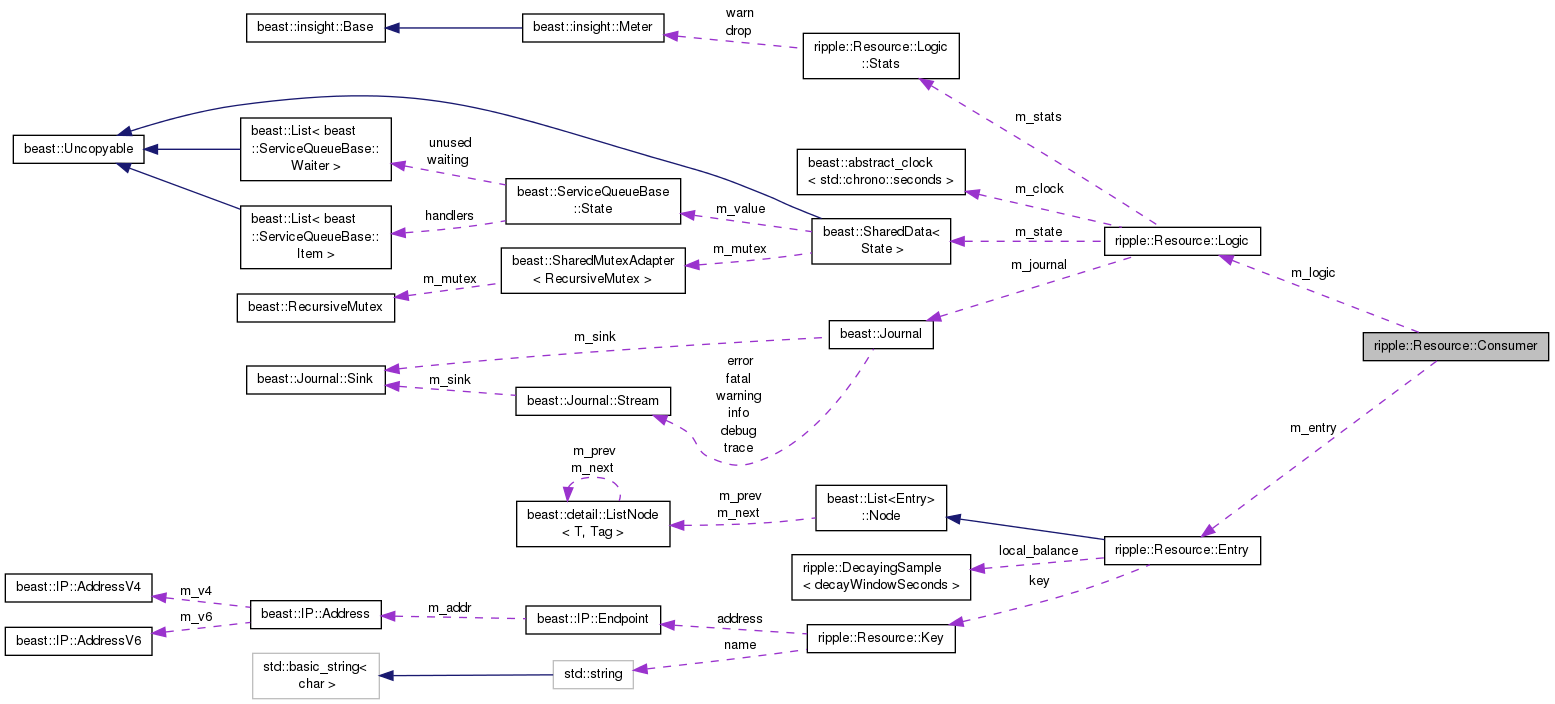 beast::insight::Base
beast::insight::Meter
warn
drop
ripple::Resource::Logic
::Stats
m_stats
beast::Uncopyable
beast::List< beast
::ServiceQueueBase::
Waiter >
unused
waiting
beast::abstract_clock
< std::chrono::seconds >
m_clock
beast::ServiceQueueBase
::State
handlers
beast::List< beast
::ServiceQueueBase::
Item >
m_value
beast::SharedData<
State >
m_state
ripple::Resource::Logic
m_mutex
beast::SharedMutexAdapter
< RecursiveMutex >
m_mutex
beast::RecursiveMutex
m_journal
m_logic
beast::Journal
ripple::Resource::Consumer
m_sink
beast::Journal::Sink
m_sink
beast::Journal::Stream
error
fatal
warning
info
debug
trace
m_entry
m_prev
m_next
beast::detail::ListNode
< T, Tag >
m_prev
m_next
beast::List<Entry>
::Node
ripple::Resource::Entry
local_balance
ripple::DecayingSample
< decayWindowSeconds >
key
beast::IP::AddressV4
m_v4
m_v6
beast::IP::AddressV6
beast::IP::Address
m_addr
beast::IP::Endpoint
address
name
ripple::Resource::Key
std::basic_string<
char >
std::string